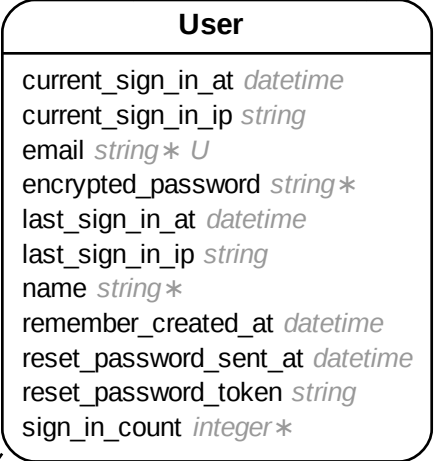 User
current_sign_in_at datetime
current_sign_in_ip string
email string∗ U
encrypted_password string∗
last_sign_in_at datetime
last_sign_in_ip string
name string∗
remember_created_at datetime
reset_password_sent_at datetime
reset_password_token string
sign_in_count integer∗